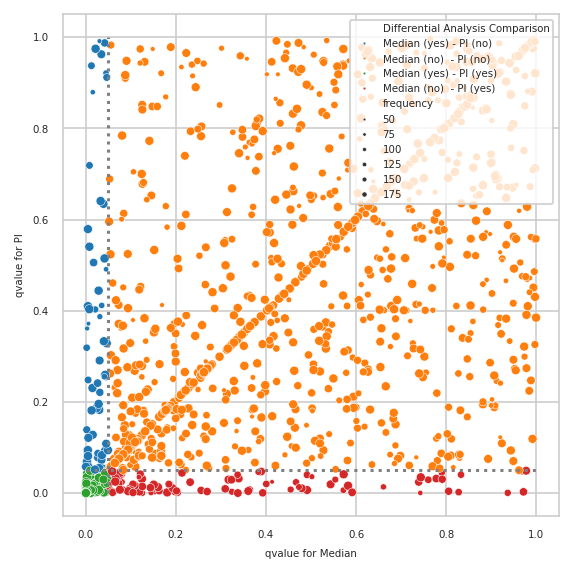 Differential Analysis Comparison
Median (yes) - PI (no)
Median (no)  - PI (no)
Median (yes) - PI (yes)
Median (no)  - PI (yes)
frequency
50
75
100
125
150
175
1.0
0.8
0.6
0.4
0.2
0.0
qvalue for PI
0.0 0.2 0.4 0.6 0.8 1.0
qvalue for Median